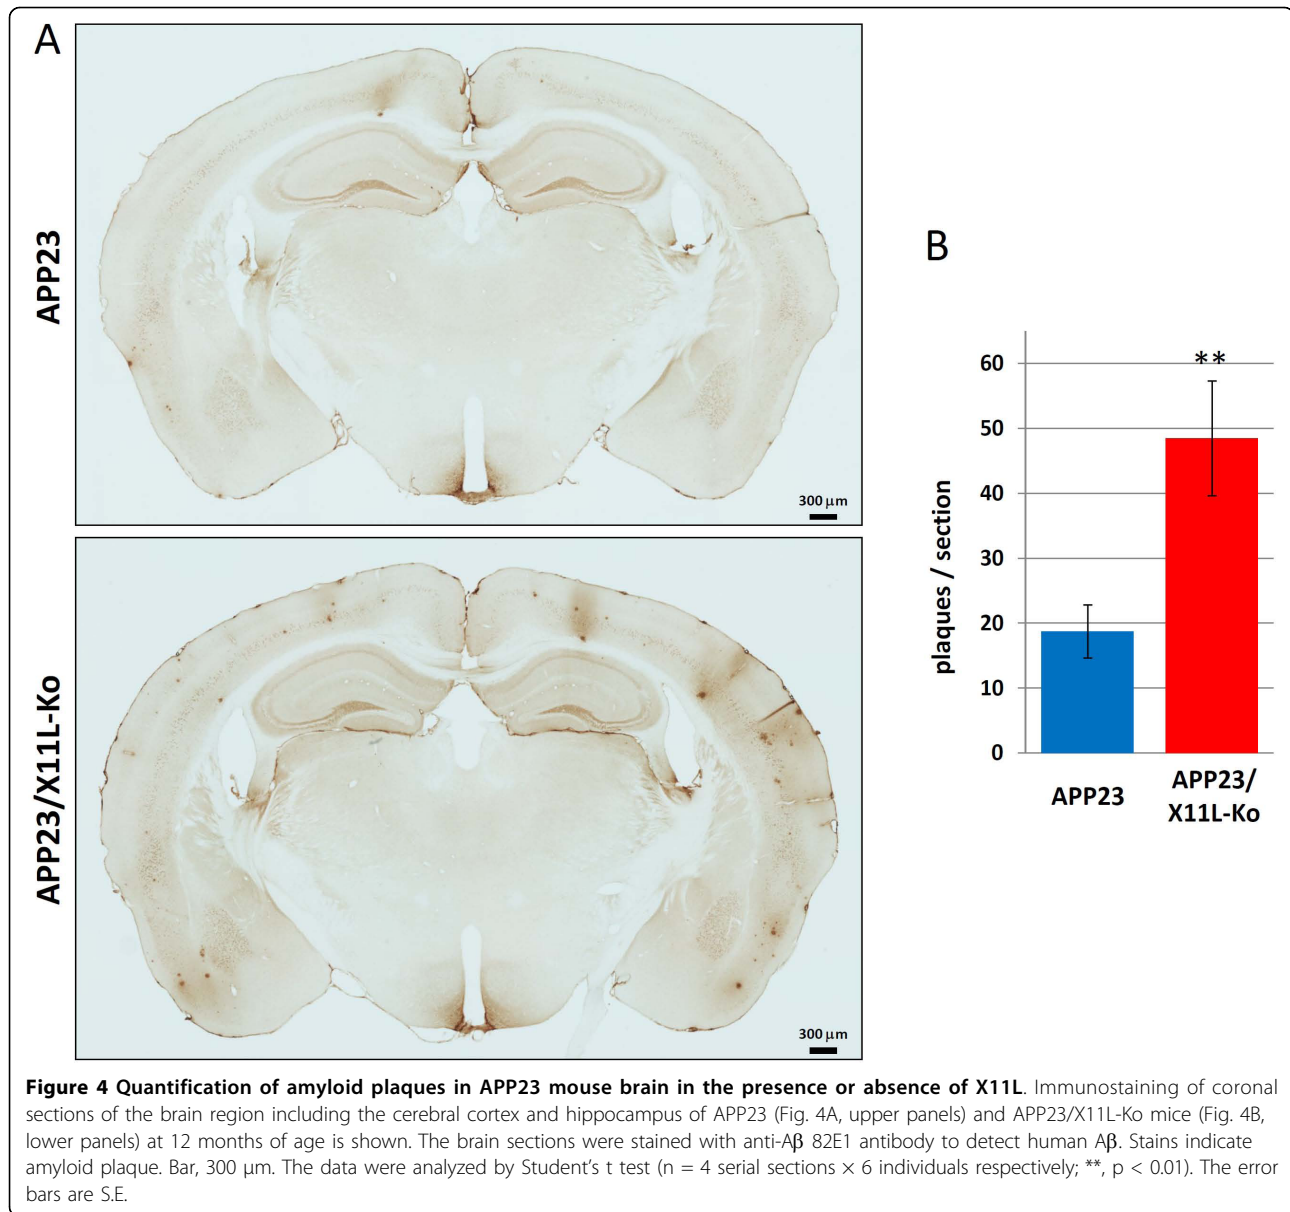 A
APP23
300 µm
APP23/X11L-Ko
300 µm
B
plaques / section
60
50
40
30
20
10
0
**
APP23
APP23/
X11L-Ko
Figure 4 Quantification of amyloid plaques in APP23 mouse brain in the presence or absence of X11L. Immunostaining of coronal
sections of the brain region including the cerebral cortex and hippocampus of APP23 (Fig. 4A, upper panels) and APP23/X11L-Ko mice (Fig. 4B,
lower panels) at 12 months of age is shown. The brain sections were stained with anti-Aβ 82E1 antibody to detect human Aβ. Stains indicate
amyloid plaque. Bar, 300 µm. The data were analyzed by Student's t test (n = 4 serial sections × 6 individuals respectively; **, p < 0.01). The error
bars are S.E.